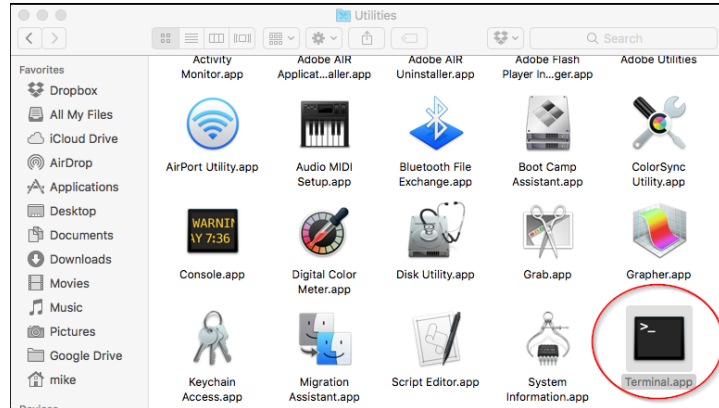 Utilities
Search
Favorites
Dropbox
All My Files
iCloud Drive
AirDrop
Applications
Desktop
Documents
Downloads
Movies
Music
Pictures
Google Drive
mike
Devices
Activity
Monitor.app
Adobe AIR
Applicat...aller.app
Adobe AIR
Uninstaller.app
Adobe Flash
Player In...ger.app
Adobe Utilities
AirPort Utility.app
Audio MIDI
Setup.app
Bluetooth File
Exchange.app
Boot Camp
Assistant.app
ColorSync
Utility.app
WARNIN
AY 7:36
Console.app
Digital Color
Meter.app
Disk Utility.app
Grab.app
Grapher.app
Keychain
Access.app
Migration
Assistant.app
Script Editor.app
System
Information.app
>_
Terminal.app